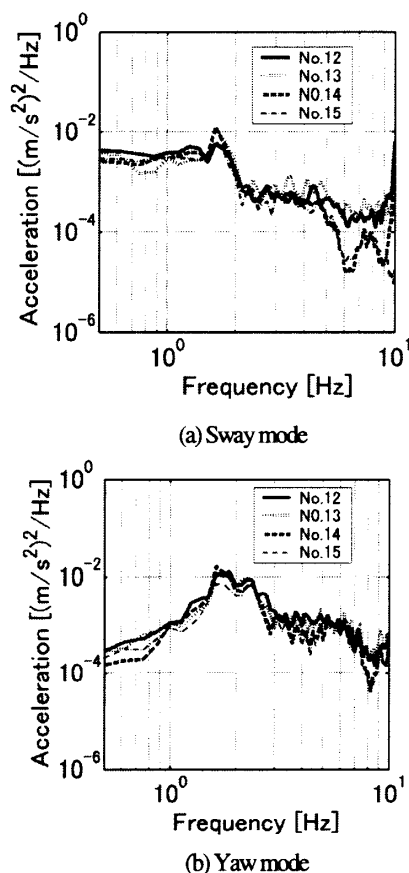 10^0
No.12
No.13
N0.14
No.15
10^-2
10^-4
10^-6
Acceleration [(m/s^2)^2/Hz]
10^0
10^1
Frequency [Hz]
(a) Sway mode
10^0
No.12
N0.13
No.14
No.15
10^-2
10^-4
10^-6
Acceleration [(m/s^2)^2/Hz]
10^0
10^1
Frequency [Hz]
(b) Yaw mode